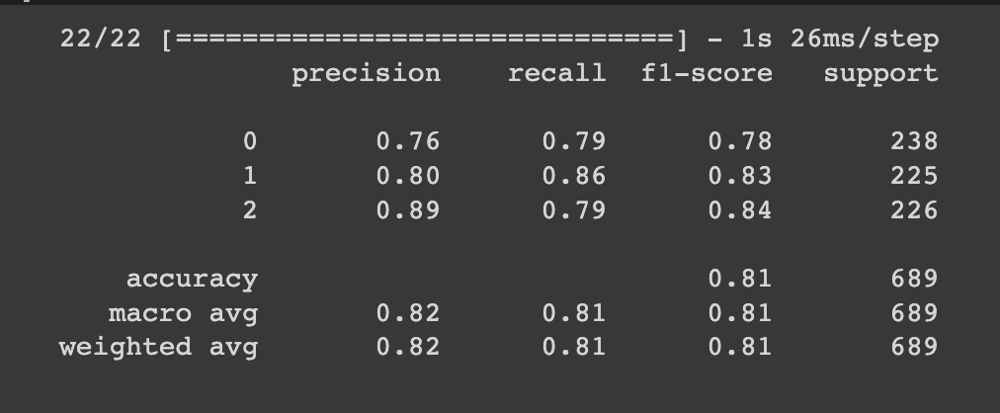 22/22 [==============================] - 1s 26ms/step
precision recall f1-score support
0 0.76 0.79 0.78 238
1 0.80 0.86 0.83 225
2 0.89 0.79 0.84 226
accuracy 0.81 689
macro avg 0.82 0.81 0.81 689
weighted avg 0.82 0.81 0.81 689